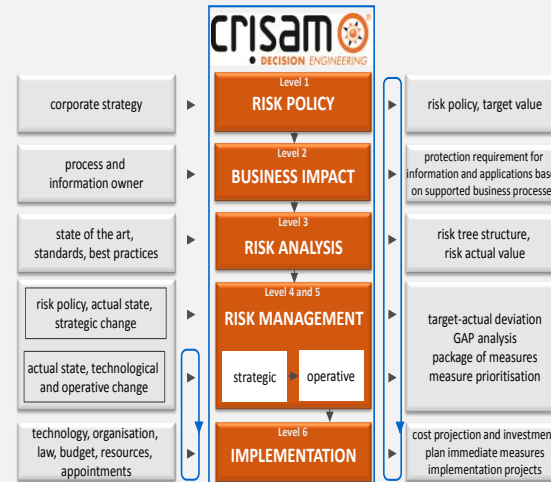 crisam®
DECISION ENGINEERING
corporate strategy
Level 1
RISK POLICY
risk policy, target value
process and
information owner
Level 2
BUSINESS IMPACT
protection requirement for
information and applications base
on supported business processe
state of the art,
standards, best practices
Level 3
RISK ANALYSIS
risk tree structure,
risk actual value
risk policy, actual state,
strategic change
actual state, technological
and operative change
Level 4 and 5
RISK MANAGEMENT
strategic
operative
target-actual deviation
GAP analysis
package of measures
measure prioritisation
technology, organisation,
law, budget, resources,
appointments
Level 6
IMPLEMENTATION
cost projection and investmen
plan immediate measures
implementation projects